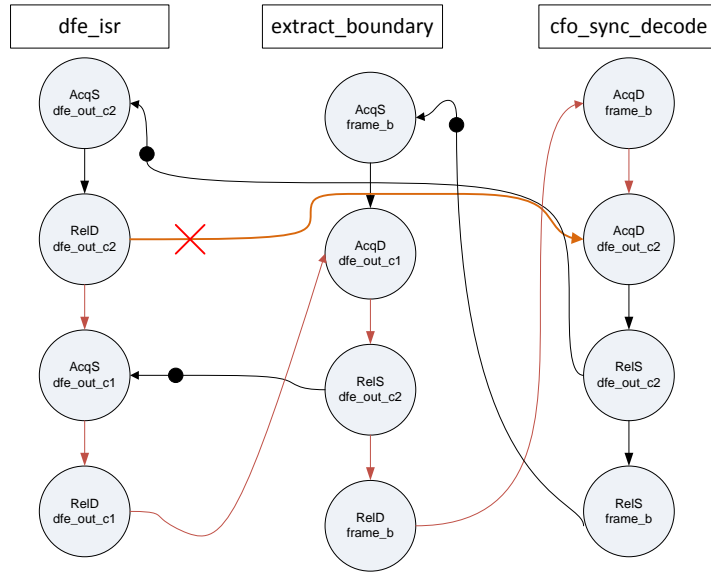 dfe_isr
extract_boundary
cfo_sync_decode
AcqS
dfe_out_c2
RelD
dfe_out_c2
AcqS
dfe_out_c1
RelD
dfe_out_c1
AcqS
frame_b
AcqD
dfe_out_c1
RelS
dfe_out_c2
RelD
frame_b
AcqD
frame_b
AcqD
dfe_out_c2
RelS
dfe_out_c2
RelS
frame_b